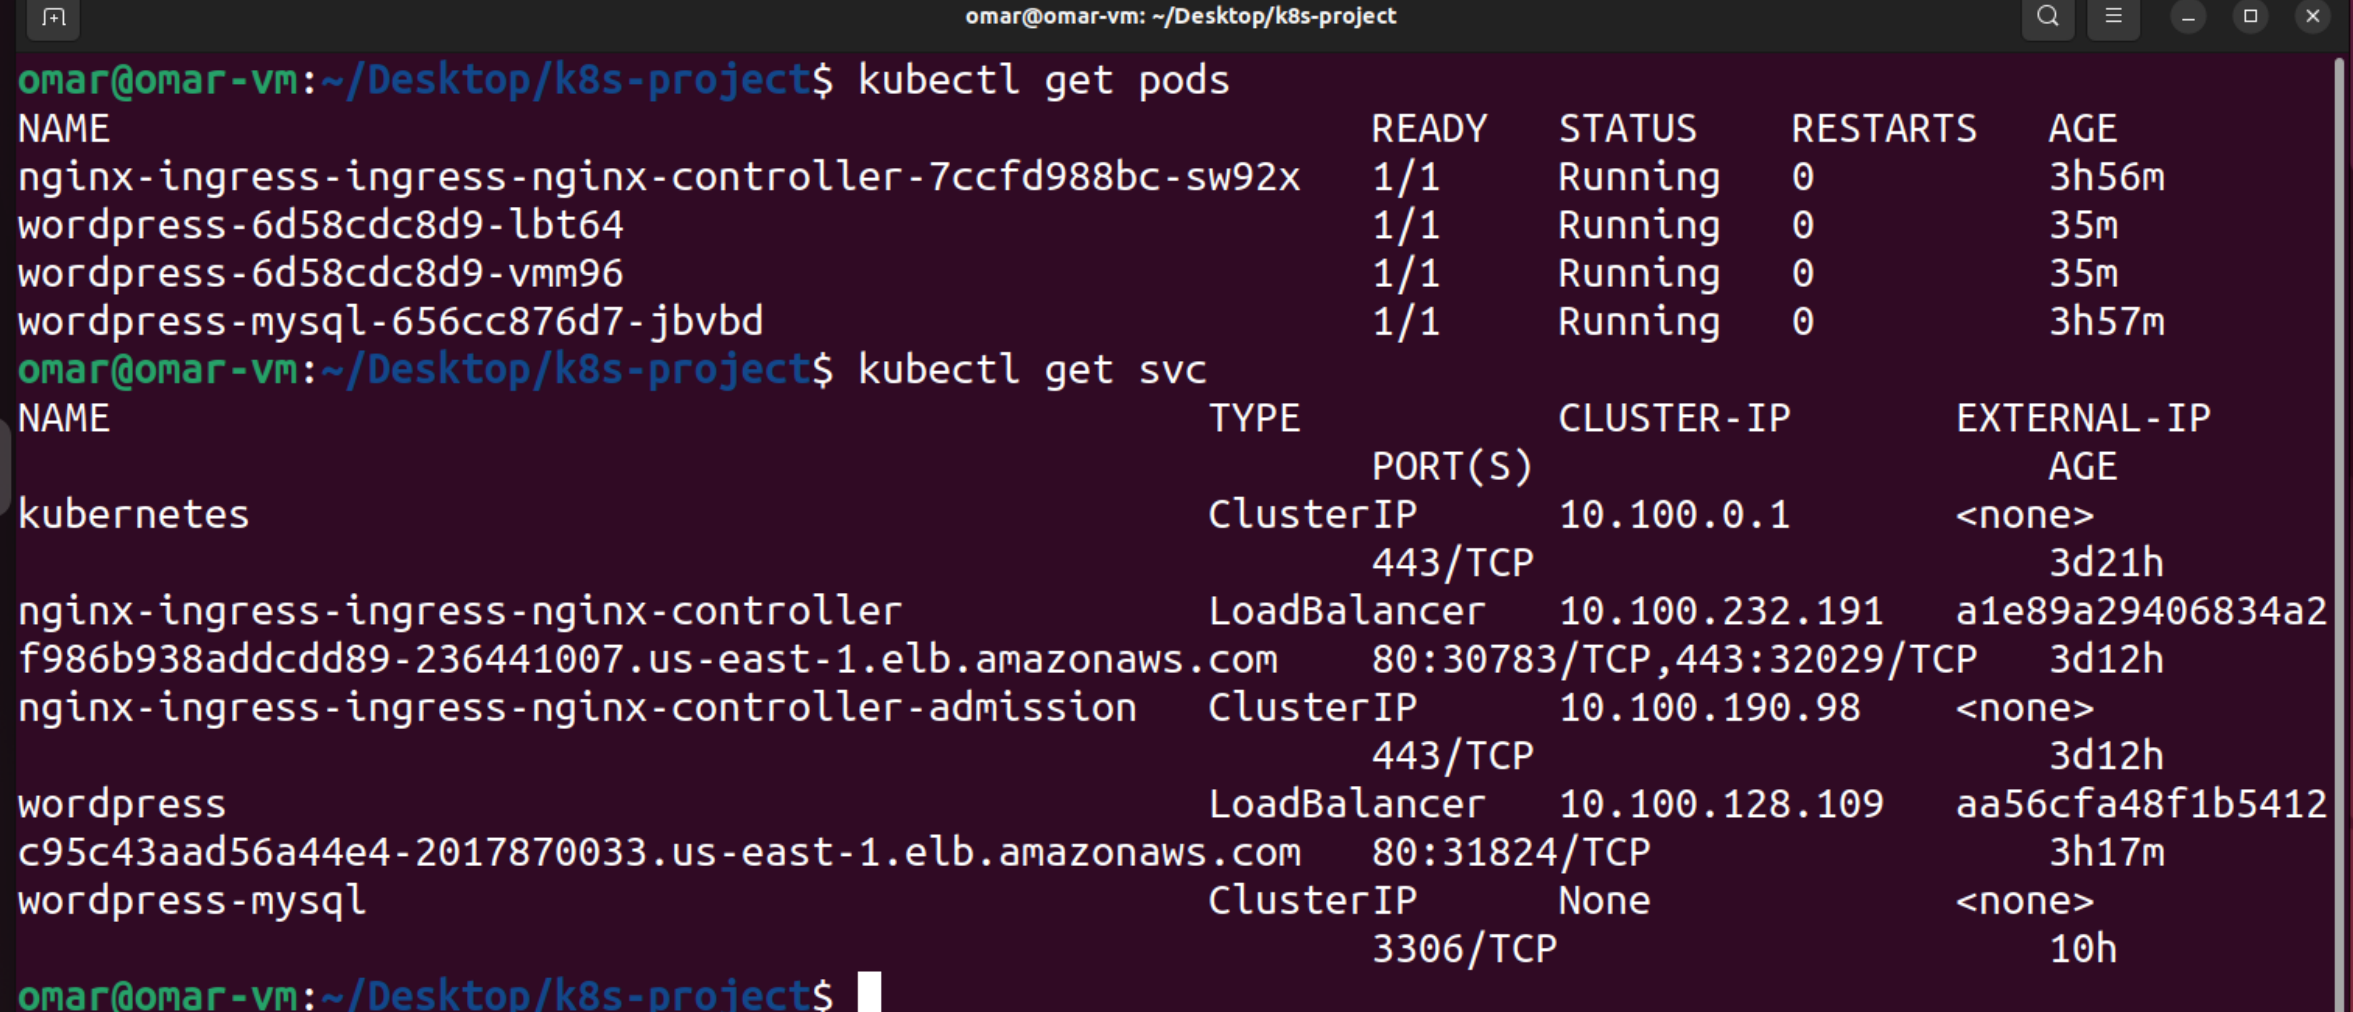 omar@omar-vm: ~/Desktop/k8s-project
omar@omar-vm:~/Desktop/k8s-project$ kubectl get pods
NAME READY STATUS RESTARTS AGE
nginx-ingress-ingress-nginx-controller-7ccfd988bc-sw92x 1/1 Running 0 3h56m
wordpress-6d58cdc8d9-lbt64 1/1 Running 0 35m
wordpress-6d58cdc8d9-vmm96 1/1 Running 0 35m
wordpress-mysql-656cc876d7-jbvbd 1/1 Running 0 3h57m
omar@omar-vm:~/Desktop/k8s-project$ kubectl get svc
NAME TYPE CLUSTER-IP EXTERNAL-IP
PORT(S) AGE
kubernetes ClusterIP 10.100.0.1 <none>
443/TCP 3d21h
nginx-ingress-ingress-nginx-controller LoadBalancer 10.100.232.191 a1e89a29406834a2
f986b938addcdd89-236441007.us-east-1.elb.amazonaws.com 80:30783/TCP,443:32029/TCP 3d12h
nginx-ingress-ingress-nginx-controller-admission ClusterIP 10.100.190.98 <none>
443/TCP 3d12h
wordpress LoadBalancer 10.100.128.109 aa56cfa48f1b5412
c95c43aad56a44e4-2017870033.us-east-1.elb.amazonaws.com 80:31824/TCP 3h17m
wordpress-mysql ClusterIP None <none>
3306/TCP 10h
omar@omar-vm:~/Desktop/k8s-project$